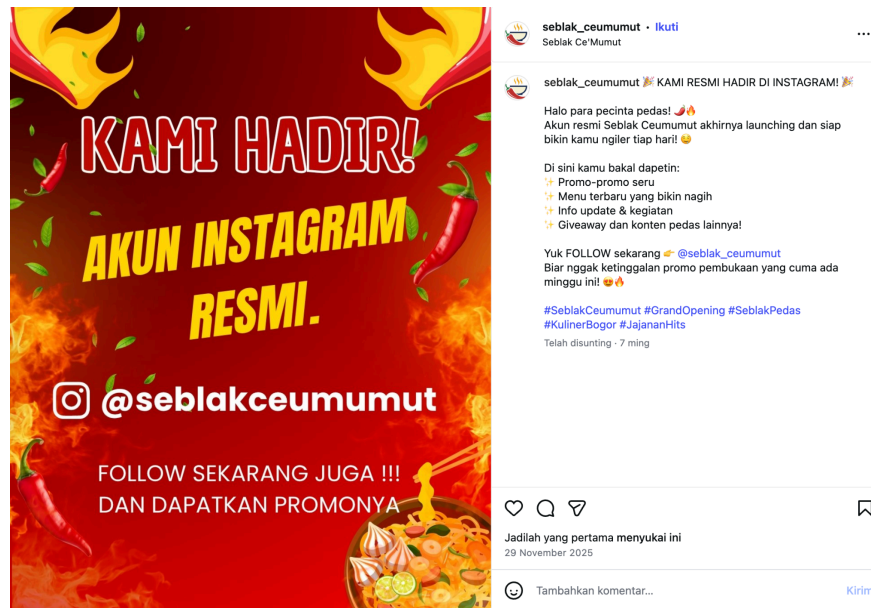 KAMI HADIR!
AKUN INSTAGRAM
RESMI.
@seblakceumumut
FOLLOW SEKARANG JUGA !!!
DAN DAPATKAN PROMONYA
seblak_ceumumut • Ikuti
Seblak Ce'Mumut
seblak_ceumumut 🎉 KAMI RESMI HADIR DI INSTAGRAM! 🎉
Halo para pecinta pedas! 🌶️🔥
Akun resmi Seblak Ceumumut akhirnya launching dan siap
bikin kamu ngiler tiap hari! 😋
Di sini kamu bakal dapetin:
✨ Promo-promo seru
✨ Menu terbaru yang bikin nagih
✨ Info update & kegiatan
✨ Giveaway dan konten pedas lainnya!
Yuk FOLLOW sekarang 👉 @seblak_ceumumut
Biar nggak ketinggalan promo pembukaan yang cuma ada
minggu ini! 😍🔥
#SeblakCeumumut #GrandOpening #SeblakPedas
#KulinerBogor #JajananHits
Telah disunting · 7 ming
Jadilah yang pertama menyukai ini
29 November 2025
Tambahkan komentar...
Kirim